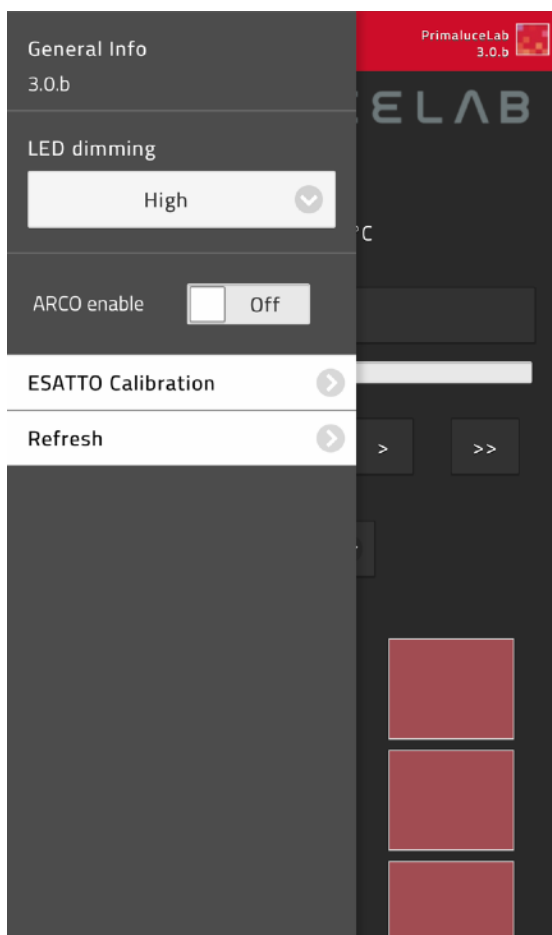 General Info
3.0.b
LED dimming
High
ARCO enable
Off
ESATTO Calibration
Refresh
PrimaluceLab
3.0.b
ELAB
°C
>
>>